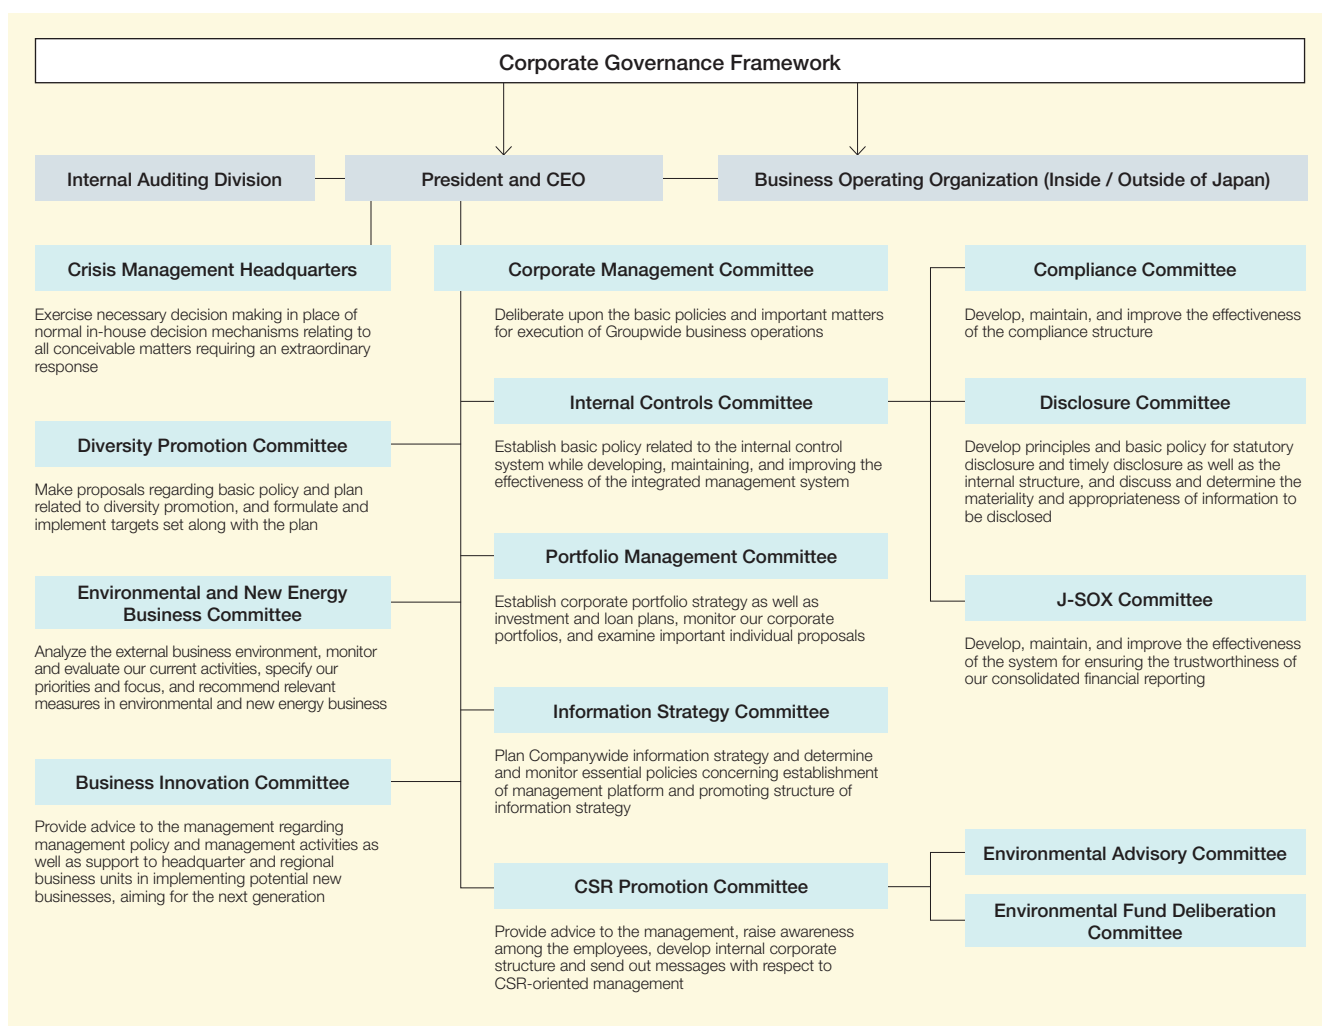 Corporate Governance Framework
Internal Auditing Division
President and CEO
Business Operating Organization (Inside / Outside of Japan)
Crisis Management Headquarters
Exercise necessary decision making in place of
normal in-house decision mechanisms relating to
all conceivable matters requiring an extraordinary
response
Diversity Promotion Committee
Make proposals regarding basic policy and plan
related to diversity promotion, and formulate and
implement targets set along with the plan
Environmental and New Energy
Business Committee
Analyze the external business environment, monitor
and evaluate our current activities, specify our
priorities and focus, and recommend relevant
measures in environmental and new energy business
Business Innovation Committee
Provide advice to the management regarding
management policy and management activities as
well as support to headquarter and regional
business units in implementing potential new
businesses, aiming for the next generation
Corporate Management Committee
Deliberate upon the basic policies and important matters
for execution of Groupwide business operations
Internal Controls Committee
Establish basic policy related to the internal control
system while developing, maintaining, and improving the
effectiveness of the integrated management system
Portfolio Management Committee
Establish corporate portfolio strategy as well as
investment and loan plans, monitor our corporate
portfolios, and examine important individual proposals
Information Strategy Committee
Plan Companywide information strategy and determine
and monitor essential policies concerning establishment
of management platform and promoting structure of
information strategy
CSR Promotion Committee
Provide advice to the management, raise awareness
among the employees, develop internal corporate
structure and send out messages with respect to
CSR-oriented management
Compliance Committee
Develop, maintain, and improve the effectiveness
of the compliance structure
Disclosure Committee
Develop principles and basic policy for statutory
disclosure and timely disclosure as well as the
internal structure, and discuss and determine the
materiality and appropriateness of information to
be disclosed
J-SOX Committee
Develop, maintain, and improve the effectiveness
of the system for ensuring the trustworthiness of
our consolidated financial reporting
Environmental Advisory Committee
Environmental Fund Deliberation
Committee